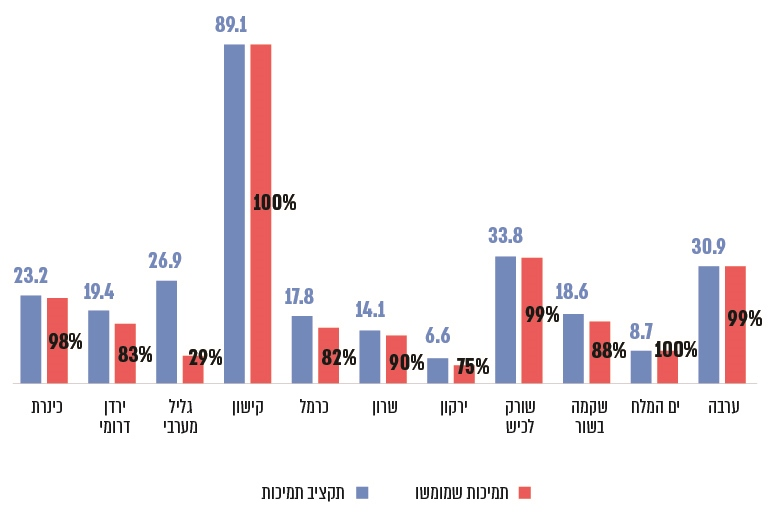 89.1
33.8
30.9
26.9
23.2
19.4
18.6
17.8
14.1
8.7
6.6
100%
99%
99%
98%
83%
29%
82%
90%
75%
88%
100%
כינרת
ירדן
דרומי
גליל
מערבי
קישון
כרמל
שרון
ירקון
שורק
לכיש
שקמה
בשור
ים המלח
ערבה
תמיכות שמומשו
תקציב תמיכות